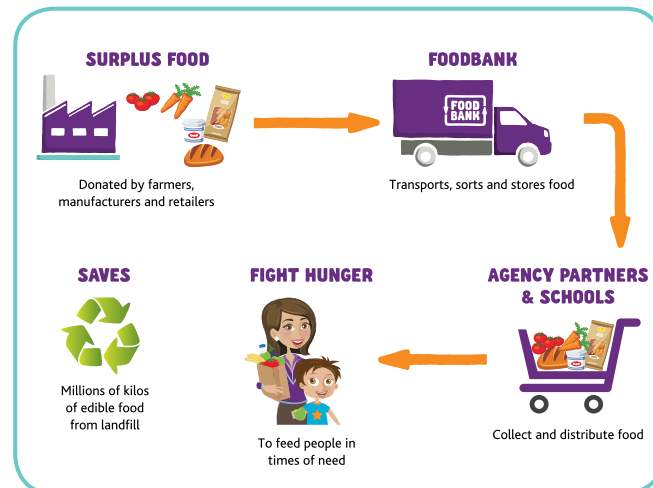 SURPLUS FOOD
Donated by farmers,
manufacturers and retailers
FOODBANK
FOOD
BANK
Transports, sorts and stores food
AGENCY PARTNERS
& SCHOOLS
Collect and distribute food
FIGHT HUNGER
To feed people in
times of need
SAVES
Millions of kilos
of edible food
from landfill